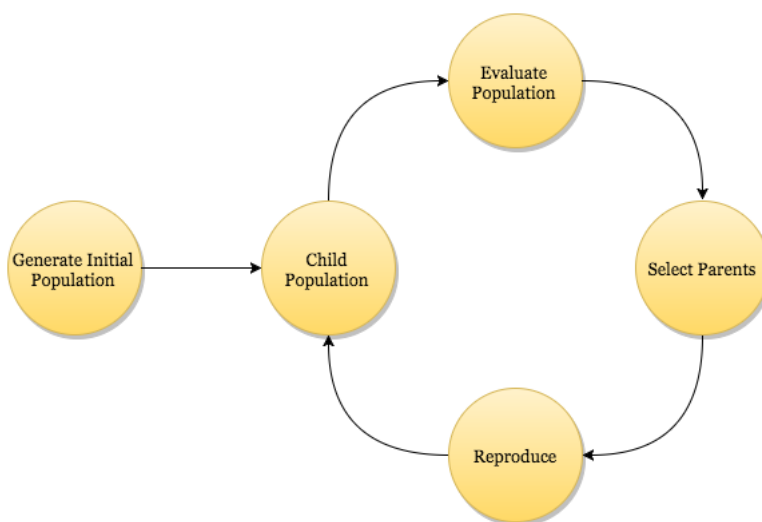 Evaluate
Population
Generate Initial
Population
Child
Population
Select Parents
Reproduce